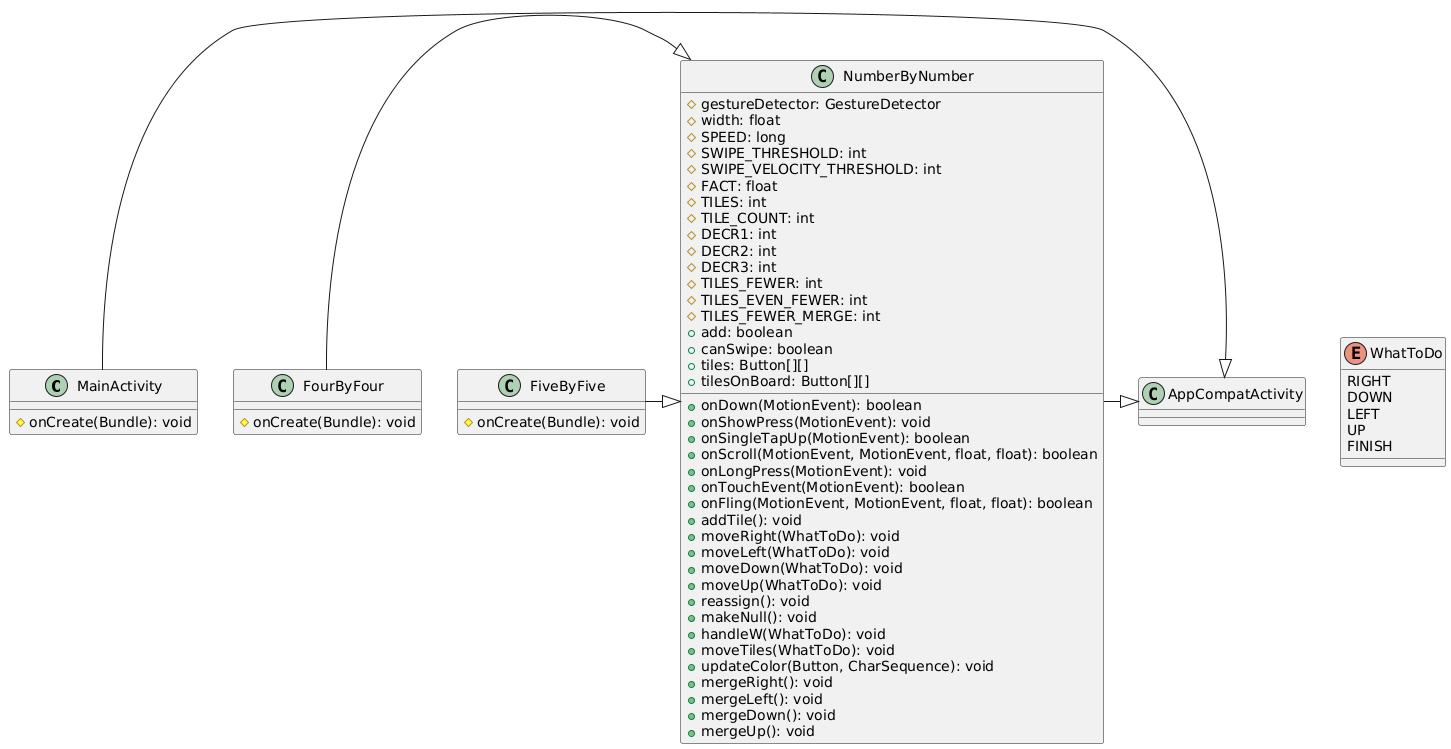 C MainActivity
onCreate(Bundle): void
C FourByFour
onCreate(Bundle): void
C FiveByFive
onCreate(Bundle): void
C NumberByNumber
gestureDetector: GestureDetector
width: float
SPEED: long
SWIPE_THRESHOLD: int
SWIPE_VELOCITY_THRESHOLD: int
FACT: float
TILES: int
TILE_COUNT: int
DECR1: int
DECR2: int
DECR3: int
TILES_FEWER: int
TILES_EVEN_FEWER: int
TILES_FEWER_MERGE: int
add: boolean
canSwipe: boolean
tiles: Button[][]
tilesOnBoard: Button[][]
onDown(MotionEvent): boolean
onShowPress(MotionEvent): void
onSingleTapUp(MotionEvent): boolean
onScroll(MotionEvent, MotionEvent, float, float): boolean
onLongPress(MotionEvent): void
onTouchEvent(MotionEvent): boolean
onFling(MotionEvent, MotionEvent, float, float): boolean
addTile(): void
moveRight(WhatToDo): void
moveLeft(WhatToDo): void
moveDown(WhatToDo): void
moveUp(WhatToDo): void
reassign(): void
makeNull(): void
handleW(WhatToDo): void
moveTiles(WhatToDo): void
updateColor(Button, CharSequence): void
mergeRight(): void
mergeLeft(): void
mergeDown(): void
mergeUp(): void
C AppCompatActivity
E WhatToDo
RIGHT
DOWN
LEFT
UP
FINISH